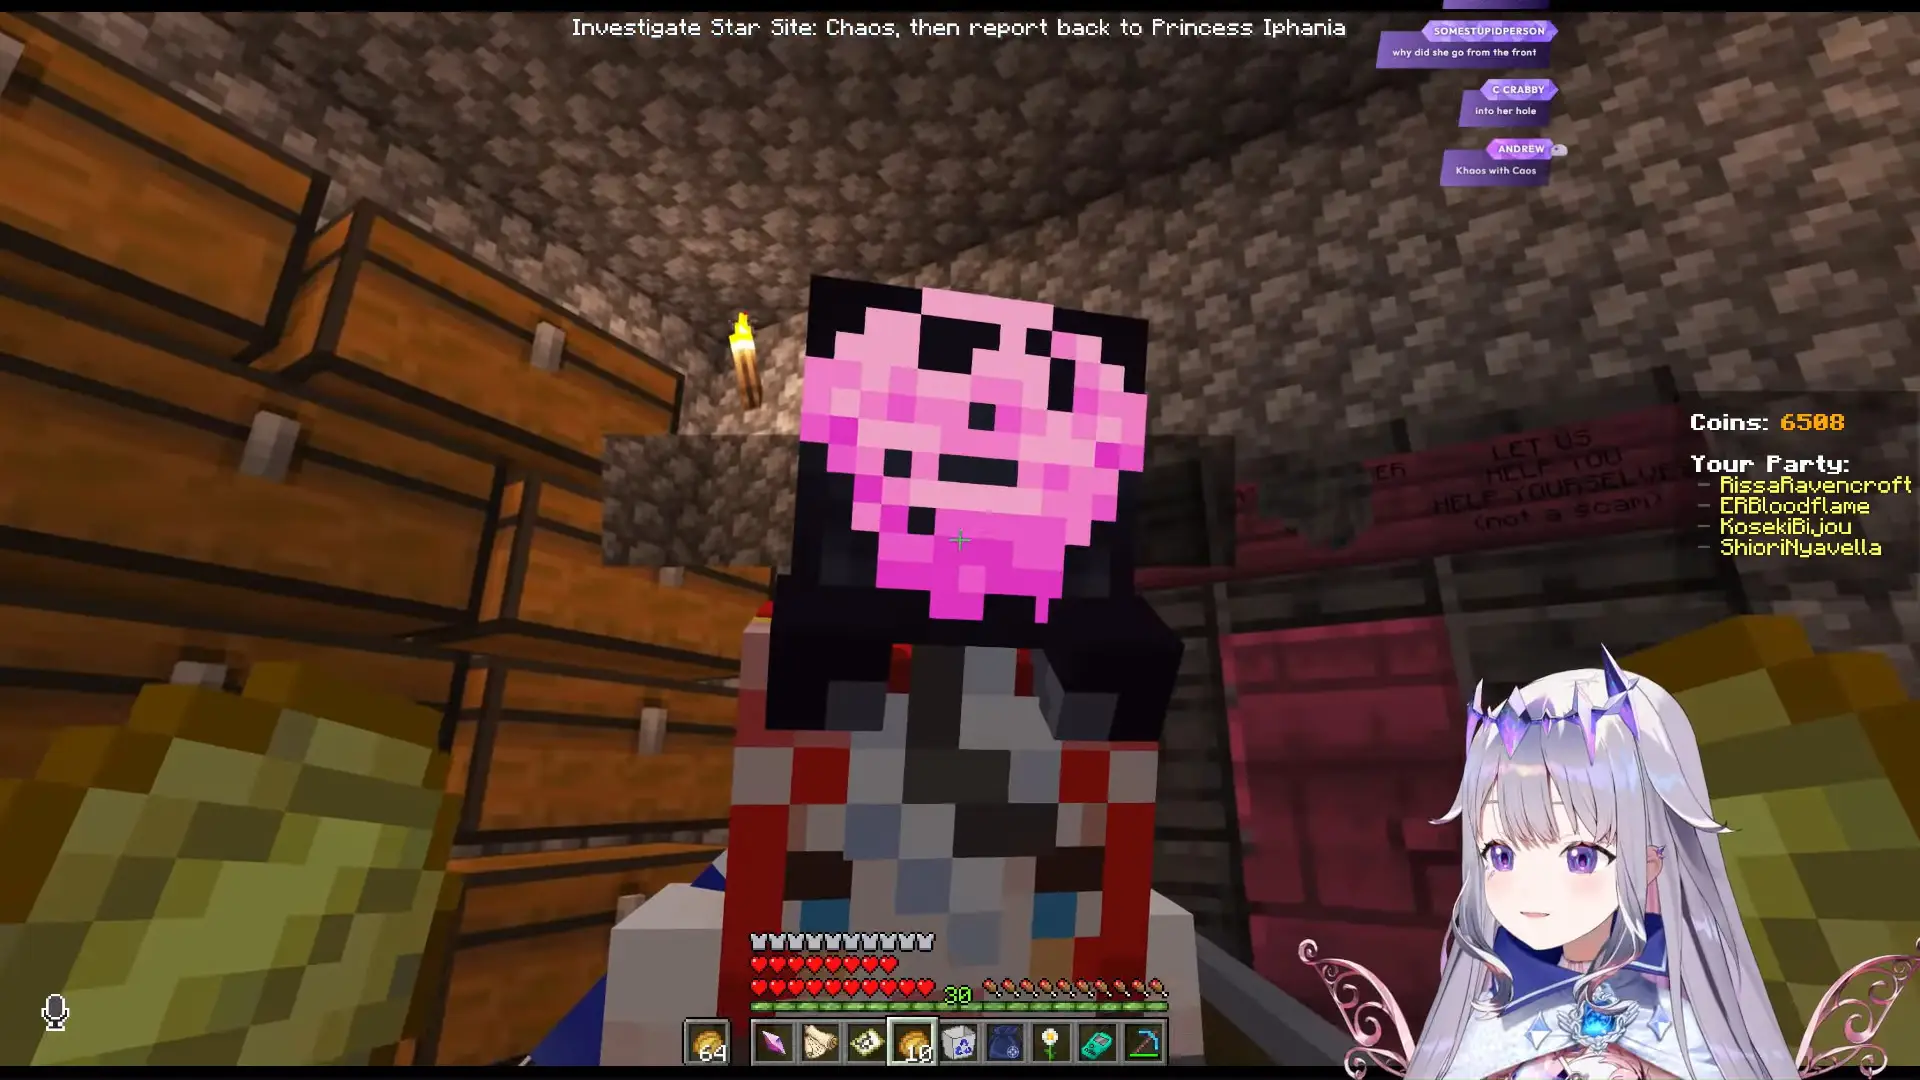 Investigate Star Site: Chaos, then report back to Princess Iphania
SOMESTUPIDPERSON
why did she go from the front
C CRABBY
into her hole
ANDREW
Khaos with Caos
Coins: 6508
Your Party:
- RissaRavencroft
- ERBloodflame
- KosekiBijou
- ShioriNyavella
LET US
HELP YOU
(not a scam)
30
64
10